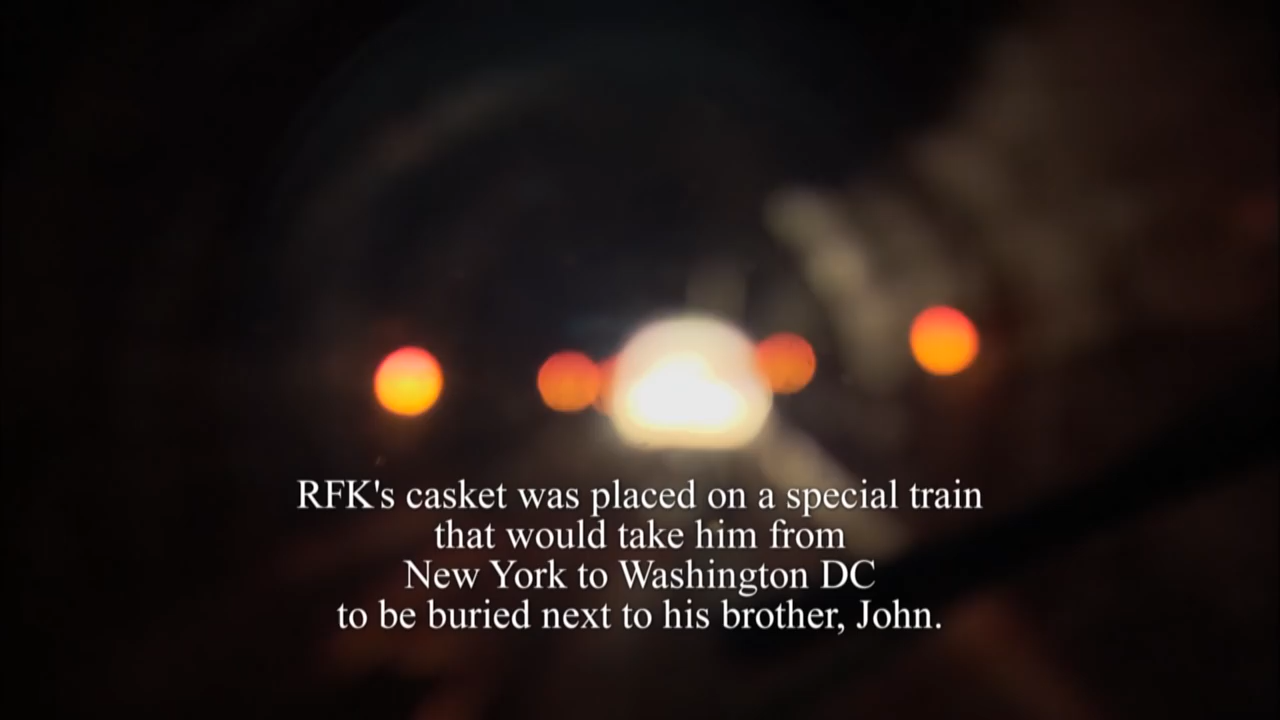 RFK's casket was placed on a special train
that would take him from
New York to Washington DC
to be buried next to his brother, John.